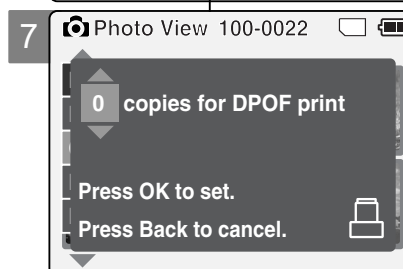 7
Photo View 100-0022
0 copies for DPOF print
Press OK to set.
Press Back to cancel.